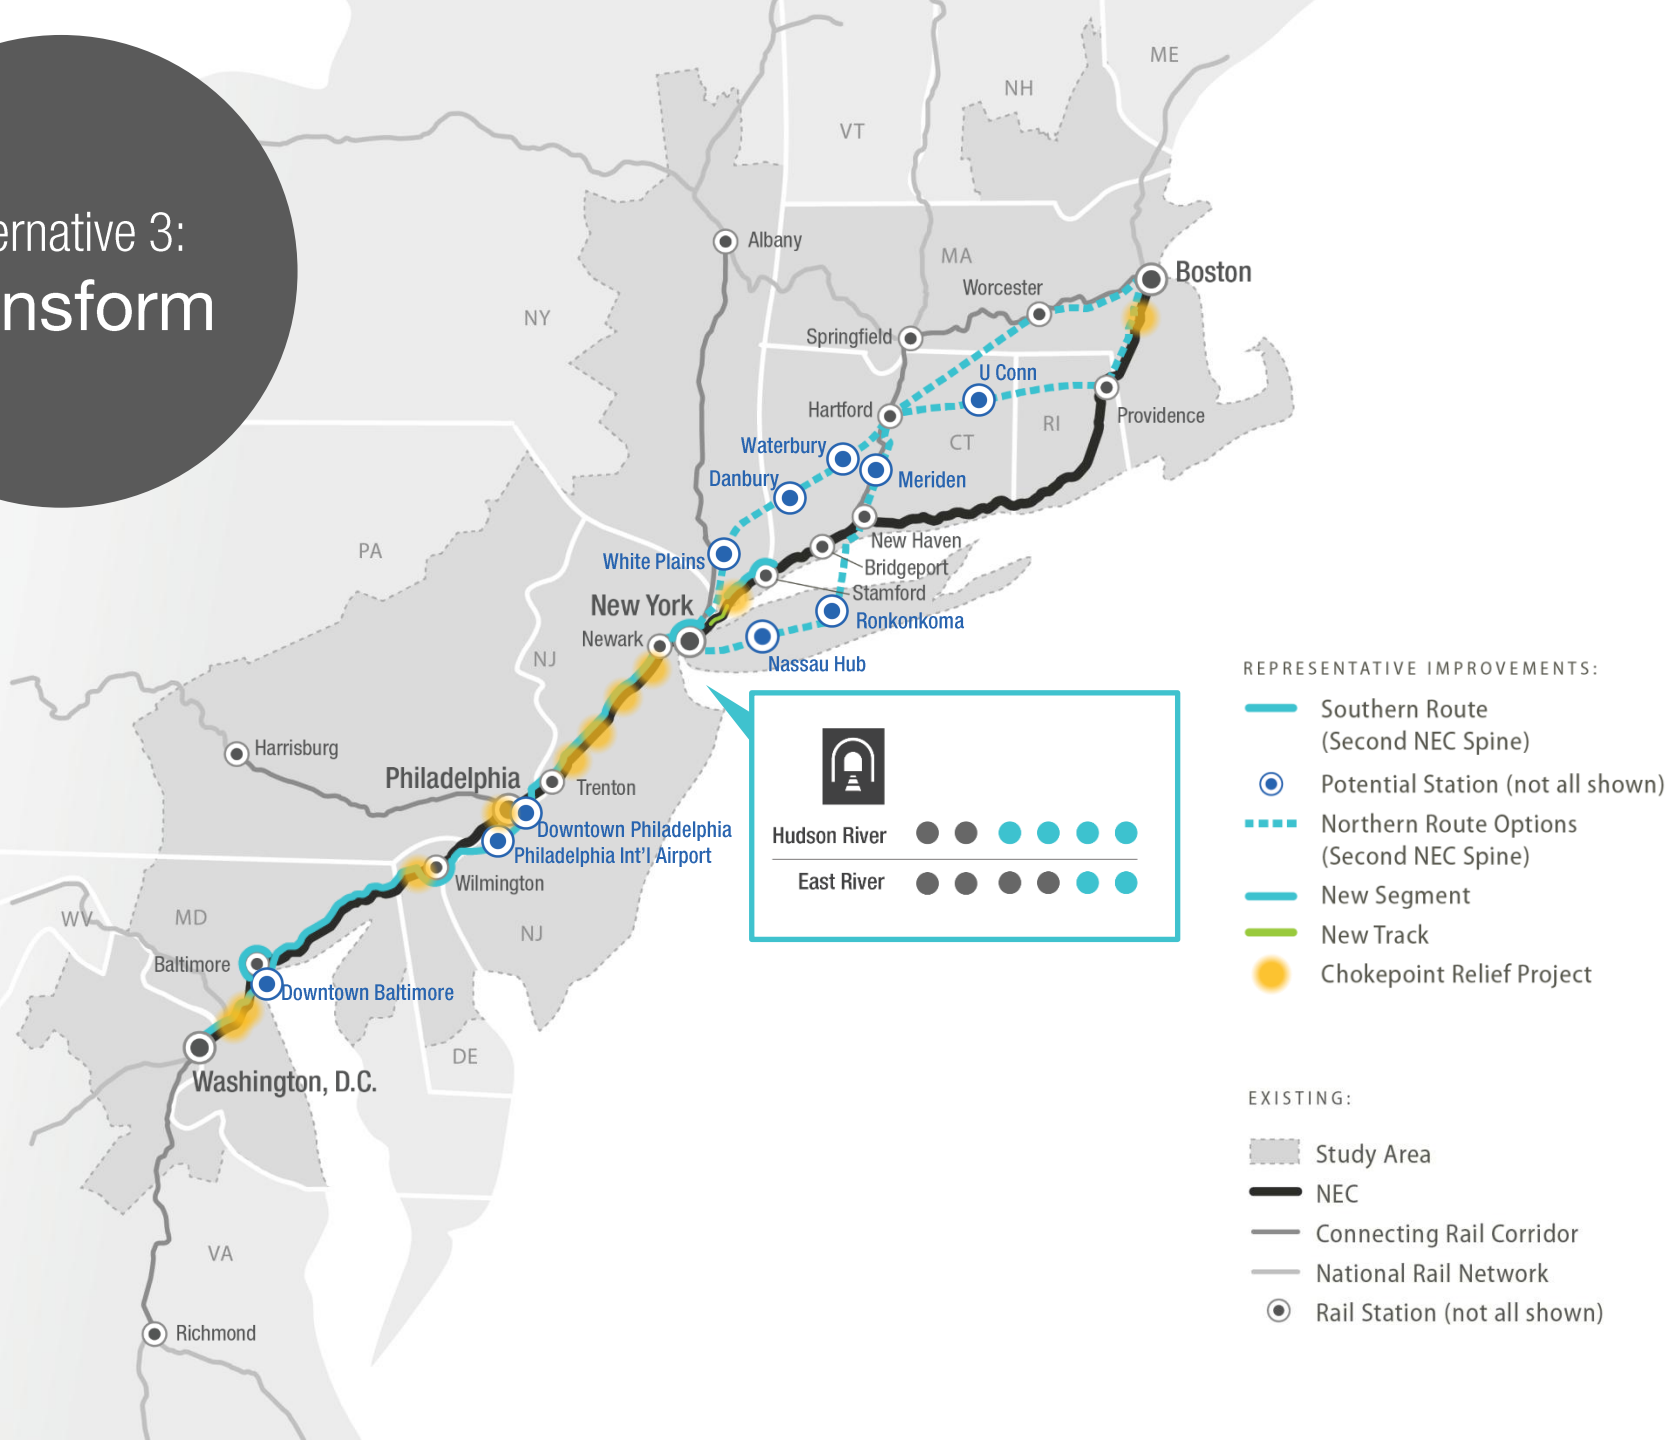 ernative 3:
nsform
ME
NH
VT
Albany
MA
Boston
Worcester
NY
Springfield
U Conn
Hartford
RI
Providence
CT
Waterbury
Danbury
Meriden
PA
New Haven
White Plains
Bridgeport
Stamford
New York
Ronkonkoma
Newark
NJ
Nassau Hub
Harrisburg
Philadelphia
Trenton
Downtown Philadelphia
Philadelphia Int'l Airport
Wilmington
WV
MD
NJ
Baltimore
Downtown Baltimore
DE
Washington, D.C.
VA
Richmond
Hudson River
East River
REPRESENTATIVE IMPROVEMENTS:
Southern Route
(Second NEC Spine)
Potential Station (not all shown)
Northern Route Options
(Second NEC Spine)
New Segment
New Track
Chokepoint Relief Project
EXISTING:
Study Area
NEC
Connecting Rail Corridor
National Rail Network
Rail Station (not all shown)